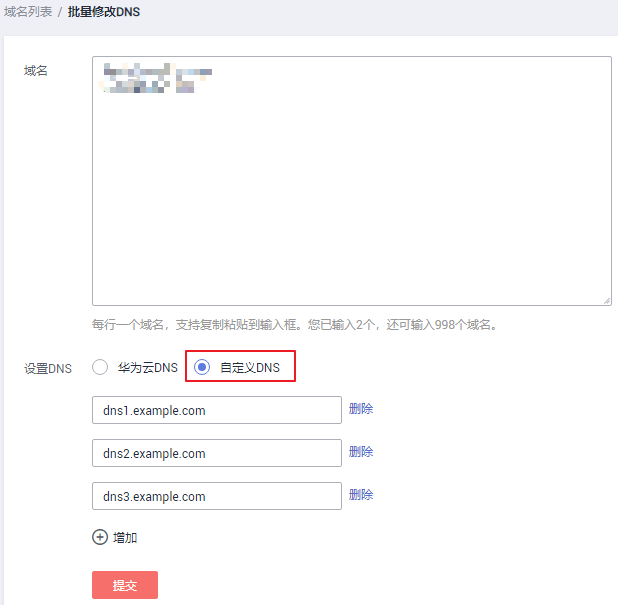 域名列表 / 批量修改DNS
域名
每行一个域名，支持复制粘贴到输入框。您已输入2个，还可输入998个域名。
设置DNS 华为云DNS 自定义DNS
dns1.example.com 删除
dns2.example.com 删除
dns3.example.com 删除
增加
提交